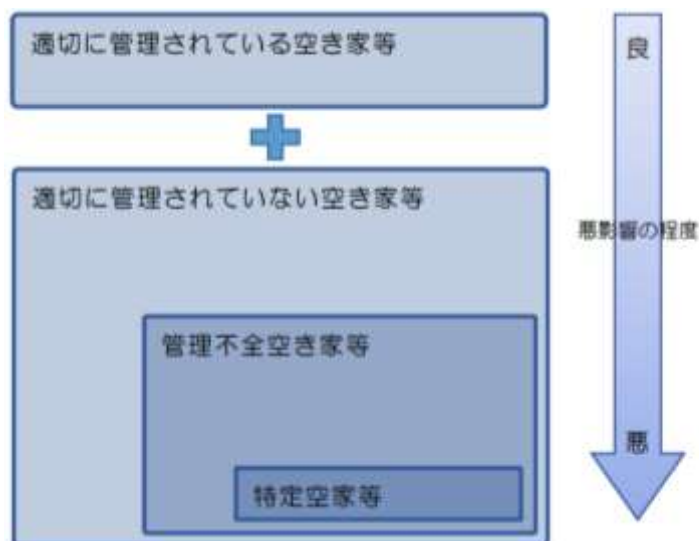 適切に管理されている空き家等
良
適切に管理されていない空き家等
悪影響の程度
管理不全空き家等
悪
特定空家等